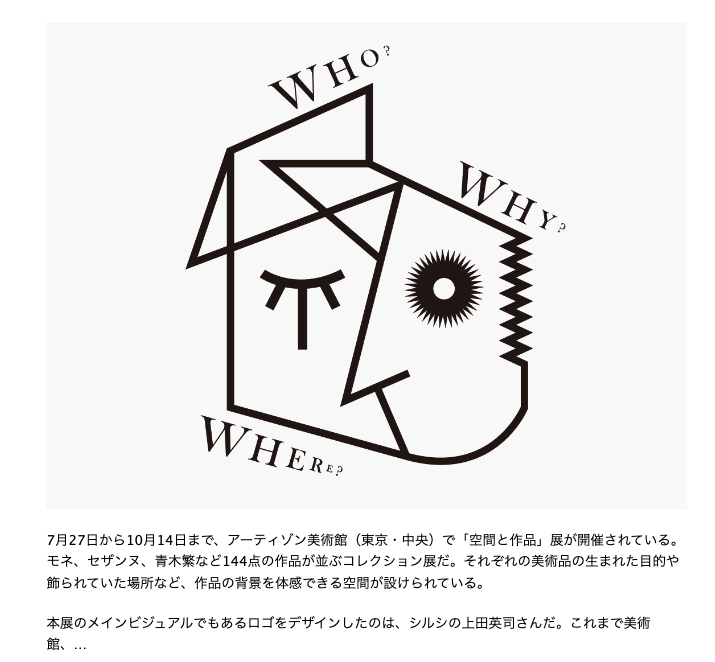 WHO?
WHY?
WHERE?
7月27日から10月14日まで、アーティゾン美術館（東京・中央）で「空間と作品」展が開催されている。
モネ、セザンヌ、青木繁など144点の作品が並ぶコレクション展だ。それぞれの美術品の生まれた目的や
飾られていた場所など、作品の背景を体感できる空間が設けられている。
本展のメインビジュアルでもあるロゴをデザインしたのは、シルシの上田英司さんだ。これまで美術
館、…